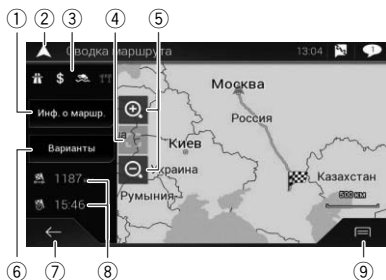 ① ② ③ ④ ⑤
Сводка маршрута 13:04
$
Инф. о маршр.
Варианты
1187
15:46
Москва
Россия
Киев
Украина
Румыния
Казахстан
500 км
⑥ ⑦ ⑧ ⑨